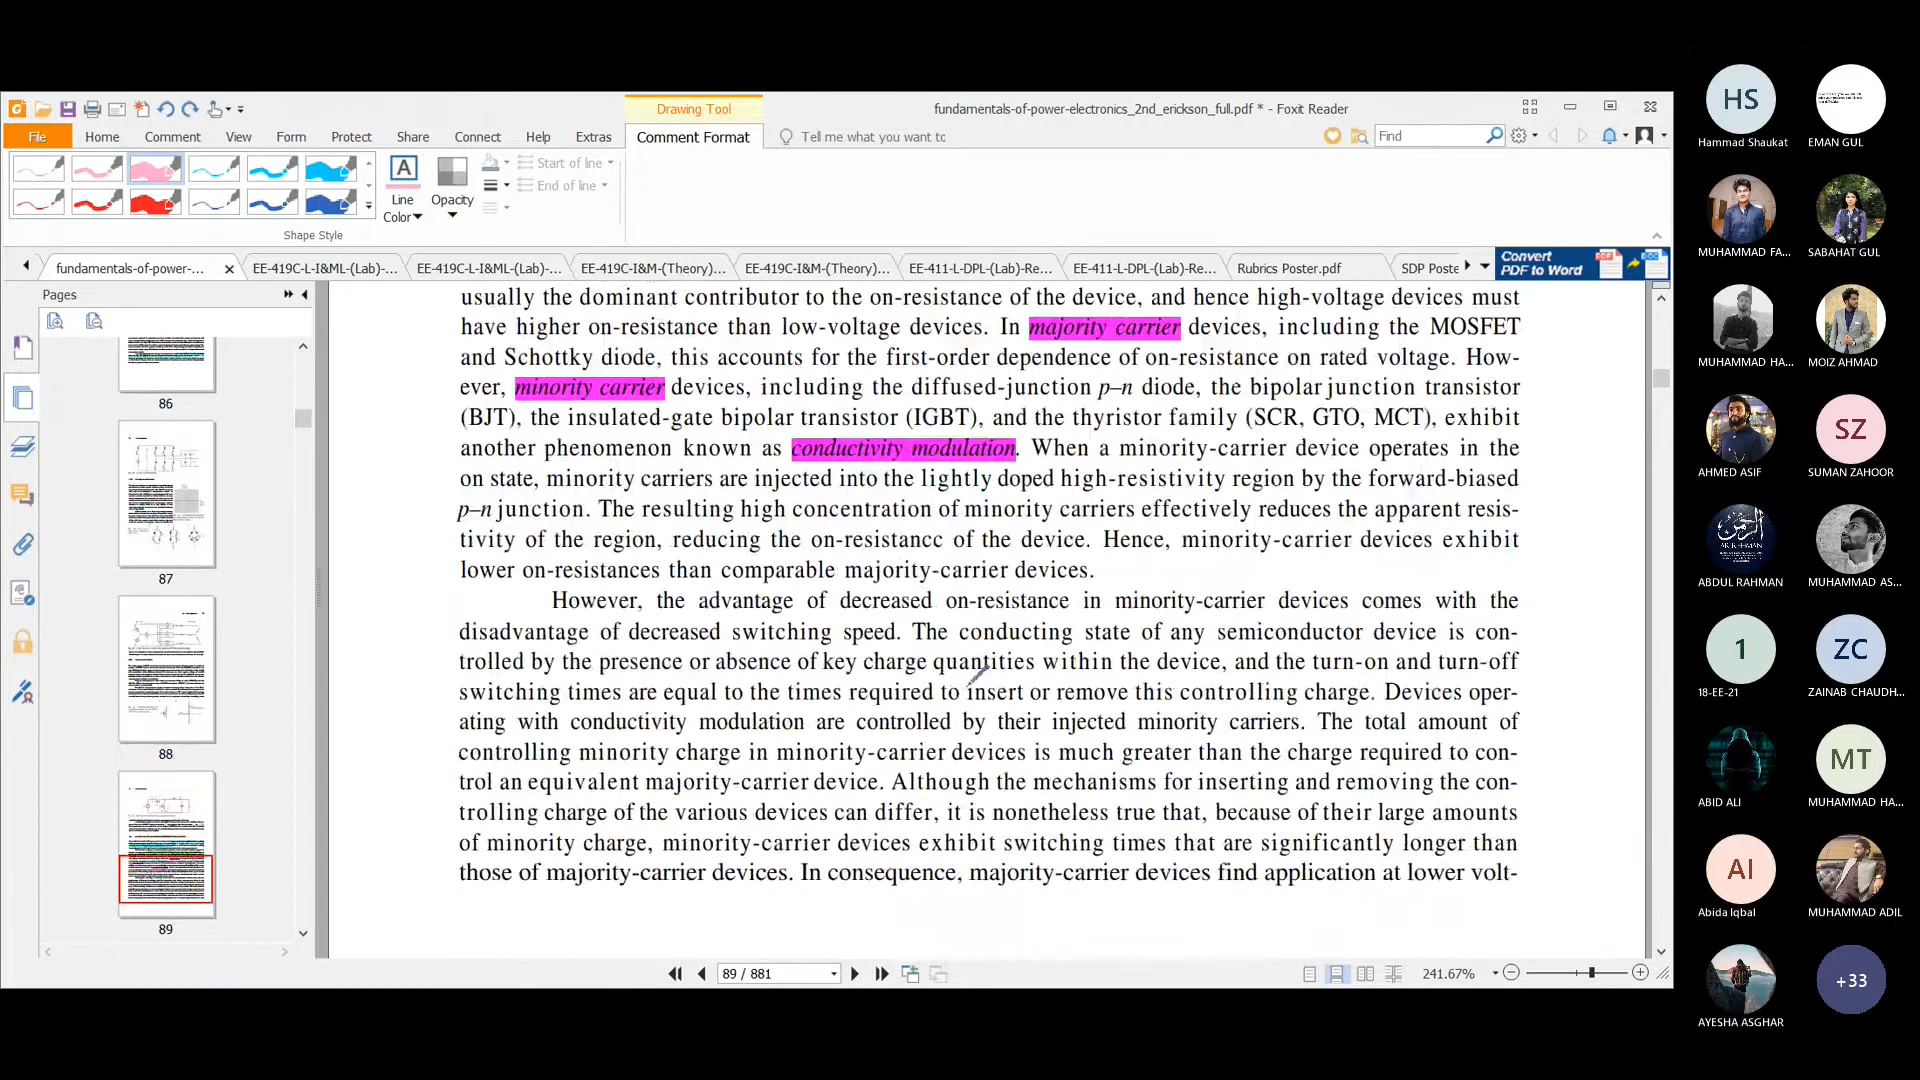 Drawing Tool
fundamentals-of-power-electronics_2nd_erickson_full.pdf * - Foxit Reader
File Home Comment View Form Protect Share Connect Help Extras Comment Format Tell me what you want to Find
Line Color
Opacity
Start of line
End of line
Shape Style
fundamentals-of-power-... EE-419C-L-I&ML-(Lab)-... EE-419C-L-I&ML-(Lab)-... EE-419C-I&M-(Theory)... EE-419C-I&M-(Theory)... EE-411-L-DPL-(Lab)-Re... EE-411-L-DPL-(Lab)-Re... Rubrics Poster.pdf SDP Poste
Convert
PDF to Word
Pages
86
87
88
89
usually the dominant contributor to the on-resistance of the device, and hence high-voltage devices must
have higher on-resistance than low-voltage devices. In majority carrier devices, including the MOSFET
and Schottky diode, this accounts for the first-order dependence of on-resistance on rated voltage. How-
ever, minority carrier devices, including the diffused-junction p–n diode, the bipolar junction transistor
(BJT), the insulated-gate bipolar transistor (IGBT), and the thyristor family (SCR, GTO, MCT), exhibit
another phenomenon known as conductivity modulation. When a minority-carrier device operates in the
on state, minority carriers are injected into the lightly doped high-resistivity region by the forward-biased
p–n junction. The resulting high concentration of minority carriers effectively reduces the apparent resis-
tivity of the region, reducing the on-resistancc of the device. Hence, minority-carrier devices exhibit
lower on-resistances than comparable majority-carrier devices.
However, the advantage of decreased on-resistance in minority-carrier devices comes with the
disadvantage of decreased switching speed. The conducting state of any semiconductor device is con-
trolled by the presence or absence of key charge quantities within the device, and the turn-on and turn-off
switching times are equal to the times required to insert or remove this controlling charge. Devices oper-
ating with conductivity modulation are controlled by their injected minority carriers. The total amount of
controlling minority charge in minority-carrier devices is much greater than the charge required to con-
trol an equivalent majority-carrier device. Although the mechanisms for inserting and removing the con-
trolling charge of the various devices can differ, it is nonetheless true that, because of their large amounts
of minority charge, minority-carrier devices exhibit switching times that are significantly longer than
those of majority-carrier devices. In consequence, majority-carrier devices find application at lower volt-
89 / 881
241.67%
HS
Hammad Shaukat EMAN GUL
MUHAMMAD FA... SABAHAT GUL
MUHAMMAD HA... MOIZ AHMAD
SZ
AHMED ASIF SUMAN ZAHOOR
ABDUL RAHMAN MUHAMMAD AS...
1 ZC
18-EE-21 ZAINAB CHAUDH...
MT
ABID ALI MUHAMMAD HA...
AI
Abida Iqbal MUHAMMAD ADIL
+33
AYESHA ASGHAR